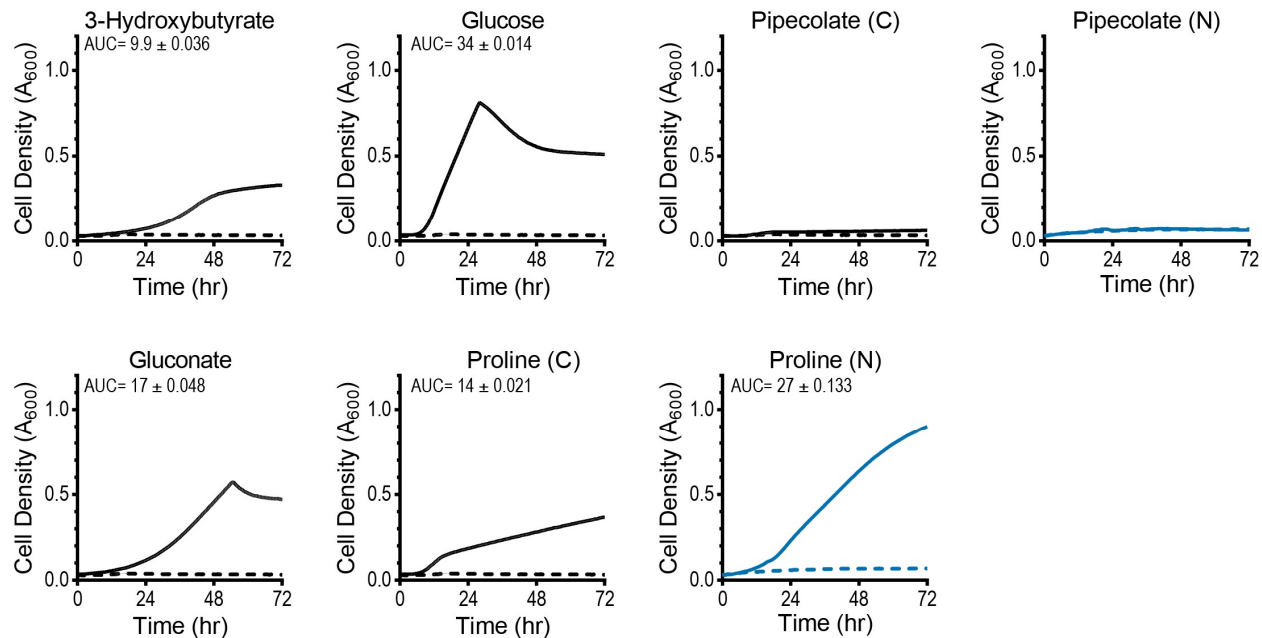 3-Hydroxybutyrate
AUC= 9.9 ± 0.036
Cell Density (A600)
1.0
0.5
0.0
0 24 48 72
Time (hr)
Glucose
AUC= 34 ± 0.014
Cell Density (A600)
1.0
0.5
0.0
0 24 48 72
Time (hr)
Pipecolate (C)
Cell Density (A600)
1.0
0.5
0.0
0 24 48 72
Time (hr)
Pipecolate (N)
Cell Density (A600)
1.0
0.5
0.0
0 24 48 72
Time (hr)
Gluconate
AUC= 17 ± 0.048
Cell Density (A600)
1.0
0.5
0.0
0 24 48 72
Time (hr)
Proline (C)
AUC= 14 ± 0.021
Cell Density (A600)
1.0
0.5
0.0
0 24 48 72
Time (hr)
Proline (N)
AUC= 27 ± 0.133
Cell Density (A600)
1.0
0.5
0.0
0 24 48 72
Time (hr)